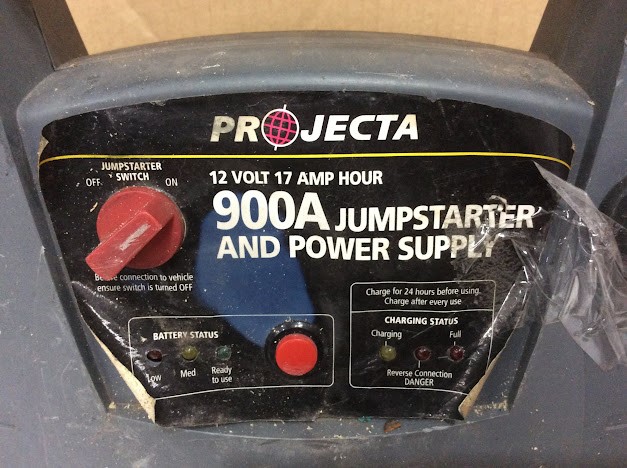 PROJECTA
JUMPSTARTER
SWITCH
OFF
ON
12 VOLT 17 AMP HOUR
900A JUMPSTARTER
AND POWER SUPPLY
Before connection to vehicle
ensure switch is turned OFF
Charge for 24 hours before using.
Charge after every use
BATTERY STATUS
Low
Med
Ready
to use
CHARGING STATUS
Charging
Full
Reverse Connection
DANGER